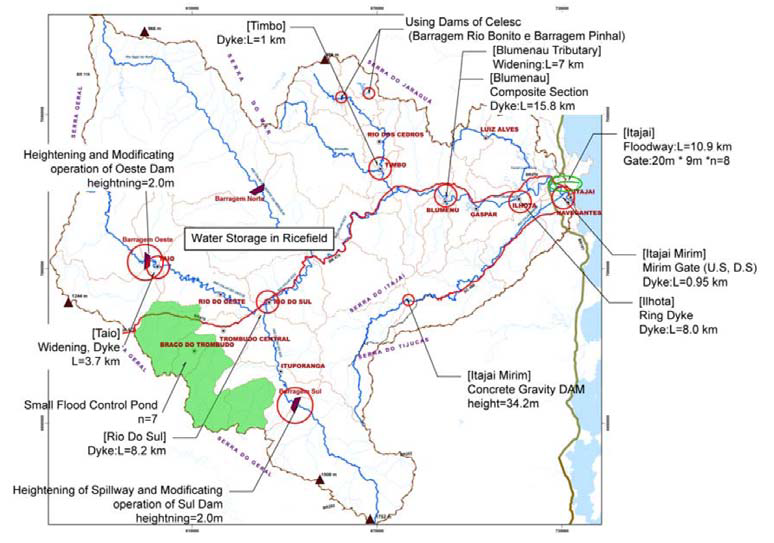 [Timbo]
Dyke:L=1 km
Using Dams of Celesc
(Barragem Rio Bonito e Barragem Pinhal)
[Blumenau Tributary]
Widening:L=7 km
[Blumenau]
Composite Section
Dyke:L=15.8 km
[Itajai]
Floodway:L=10.9 km
Gate:20m * 9m *n=8
SERRA GERAL
SERRA DO MAR
SERRA DO JARAGUÁ
RIO DOS CEDROS
LUIZ ALVES
TIMBO
Heightening and Modificating
operation of Oeste Dam
heightning=2.0m
Barragem Norte
BLUMENU
GASPAR
ILHOTA
ITAJAI
NAVEGANTES
Water Storage in Ricefield
Barragem Oeste
TAIO
[Itajai Mirim]
Mirim Gate (U.S, D.S)
Dyke:L=0.95 km
SERRA DO ITAJAI
RIO DO OESTE
RIO DO SUL
[Ilhota]
Ring Dyke
Dyke:L=8.0 km
[Taio]
Widening, Dyke
L=3.7 km
TROMBUDO CENTRAL
BRACO DO TROMBUDO
SERRA DO TIJUCAS
ITUPORANGA
Barragem Sul
[Itajai Mirim]
Concrete Gravity DAM
height=34.2m
Small Flood Control Pond
n=7
[Rio Do Sul]
Dyke:L=8.2 km
SERRA DO GERAL
Heightening of Spillway and Modificating
operation of Sul Dam
heightning=2.0m